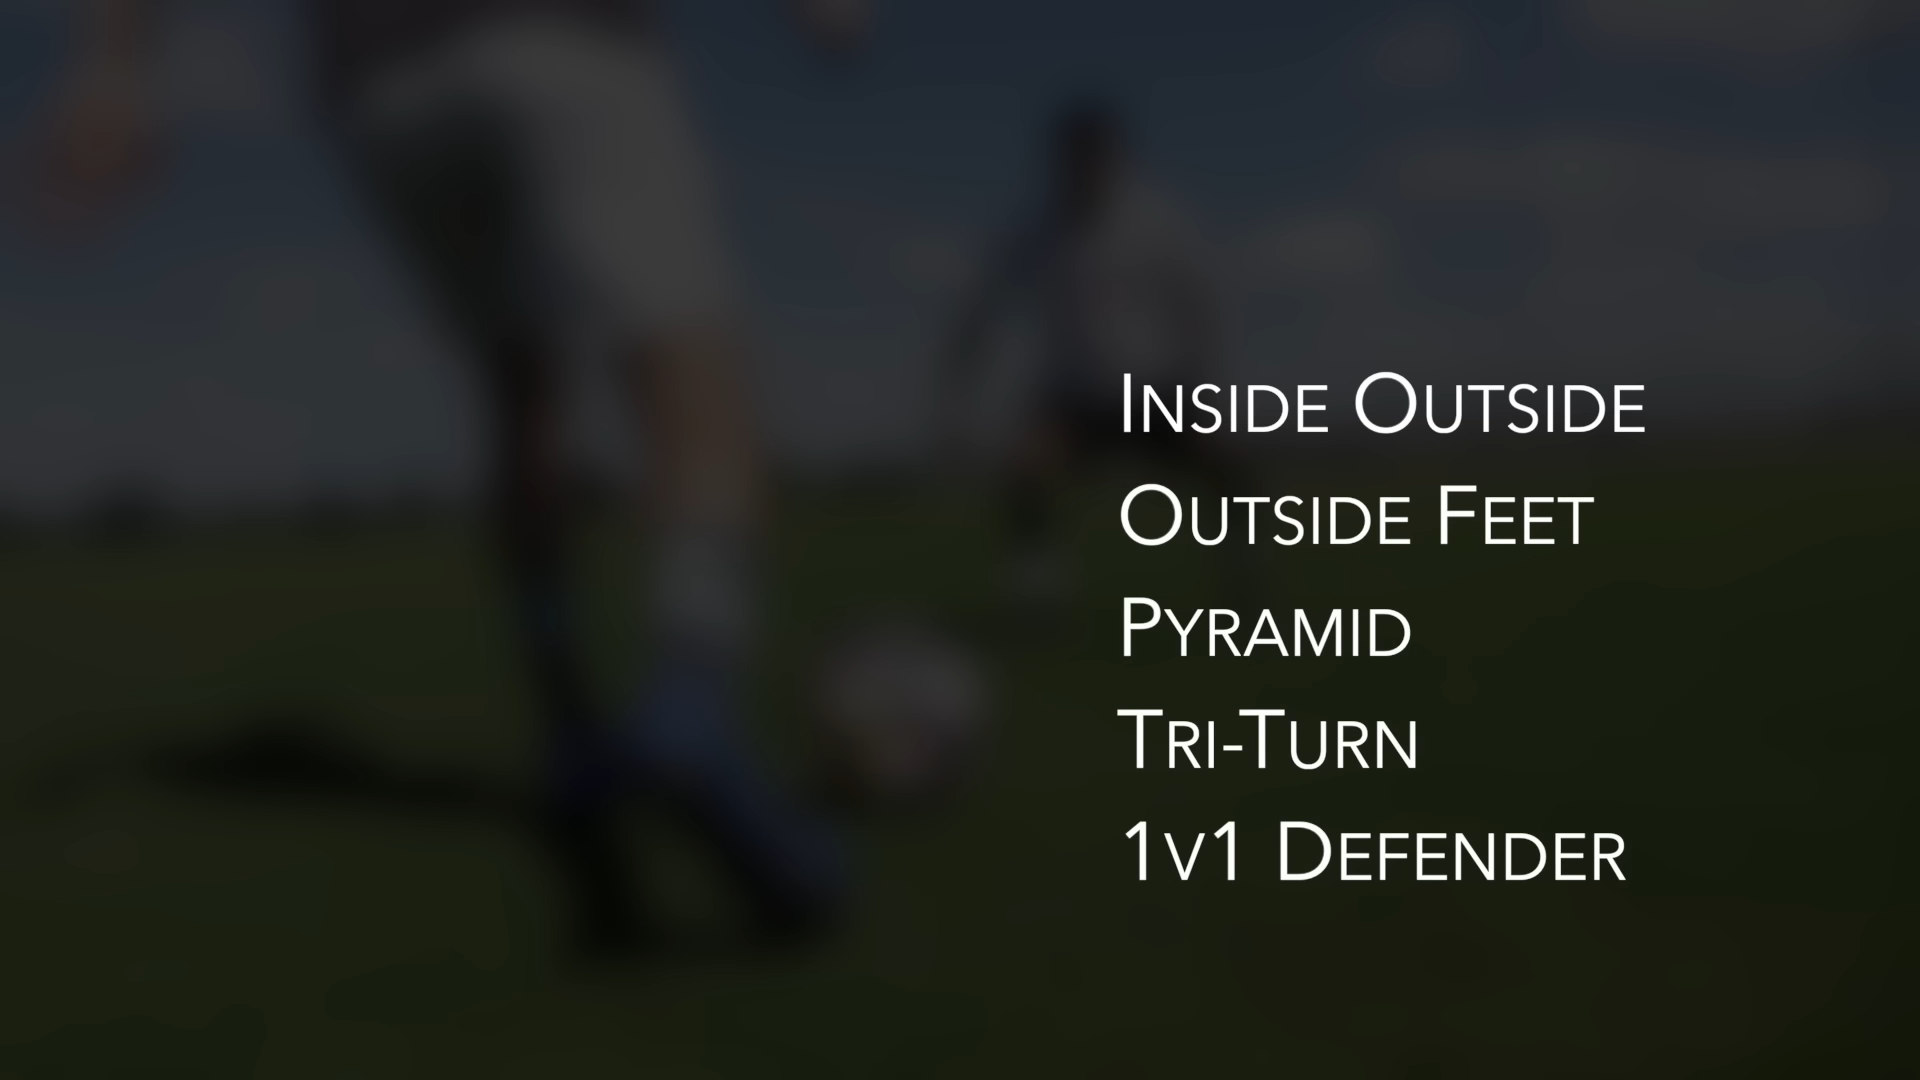 Inside Outside
Outside Feet
Pyramid
Tri-Turn
1v1 Defender